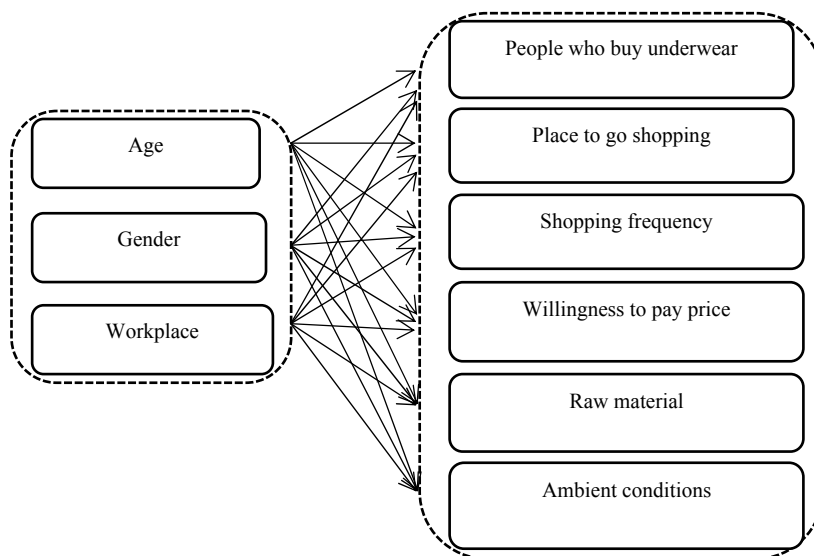 Age
Gender
Workplace
People who buy underwear
Place to go shopping
Shopping frequency
Willingness to pay price
Raw material
Ambient conditions